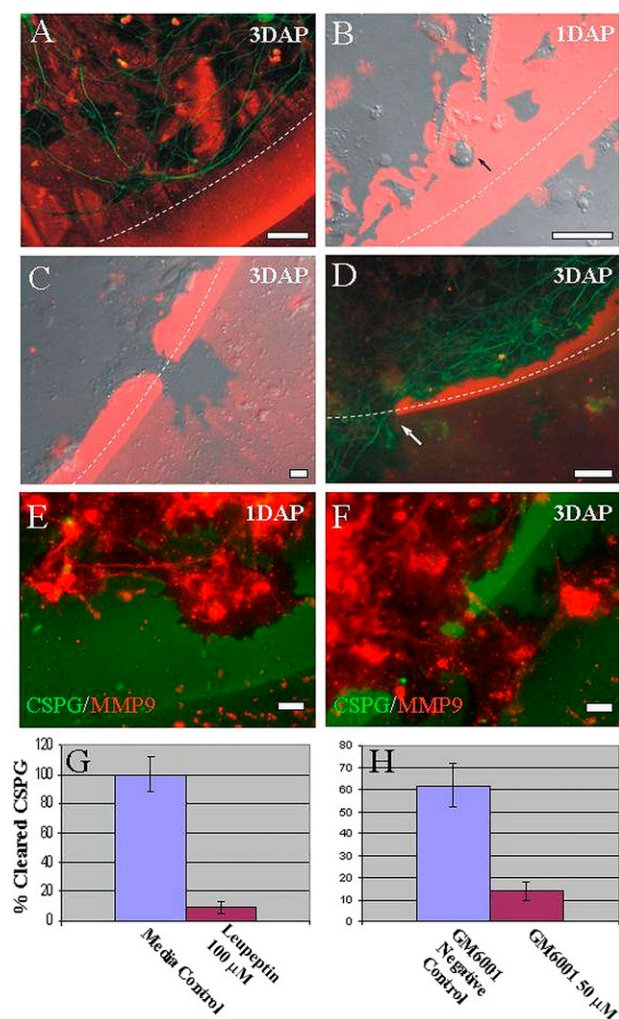 A
3DAP
B
1DAP
C
3DAP
D
3DAP
E
1DAP
CSPG/MMP9
F
3DAP
CSPG/MMP9
G
% Cleared CSPG
120
100
80
60
40
20
0
Media Control
Leupeptin
100 µM
H
80
70
60
50
40
30
20
10
0
GM6001
Negative
Control
GM6001 50 µM